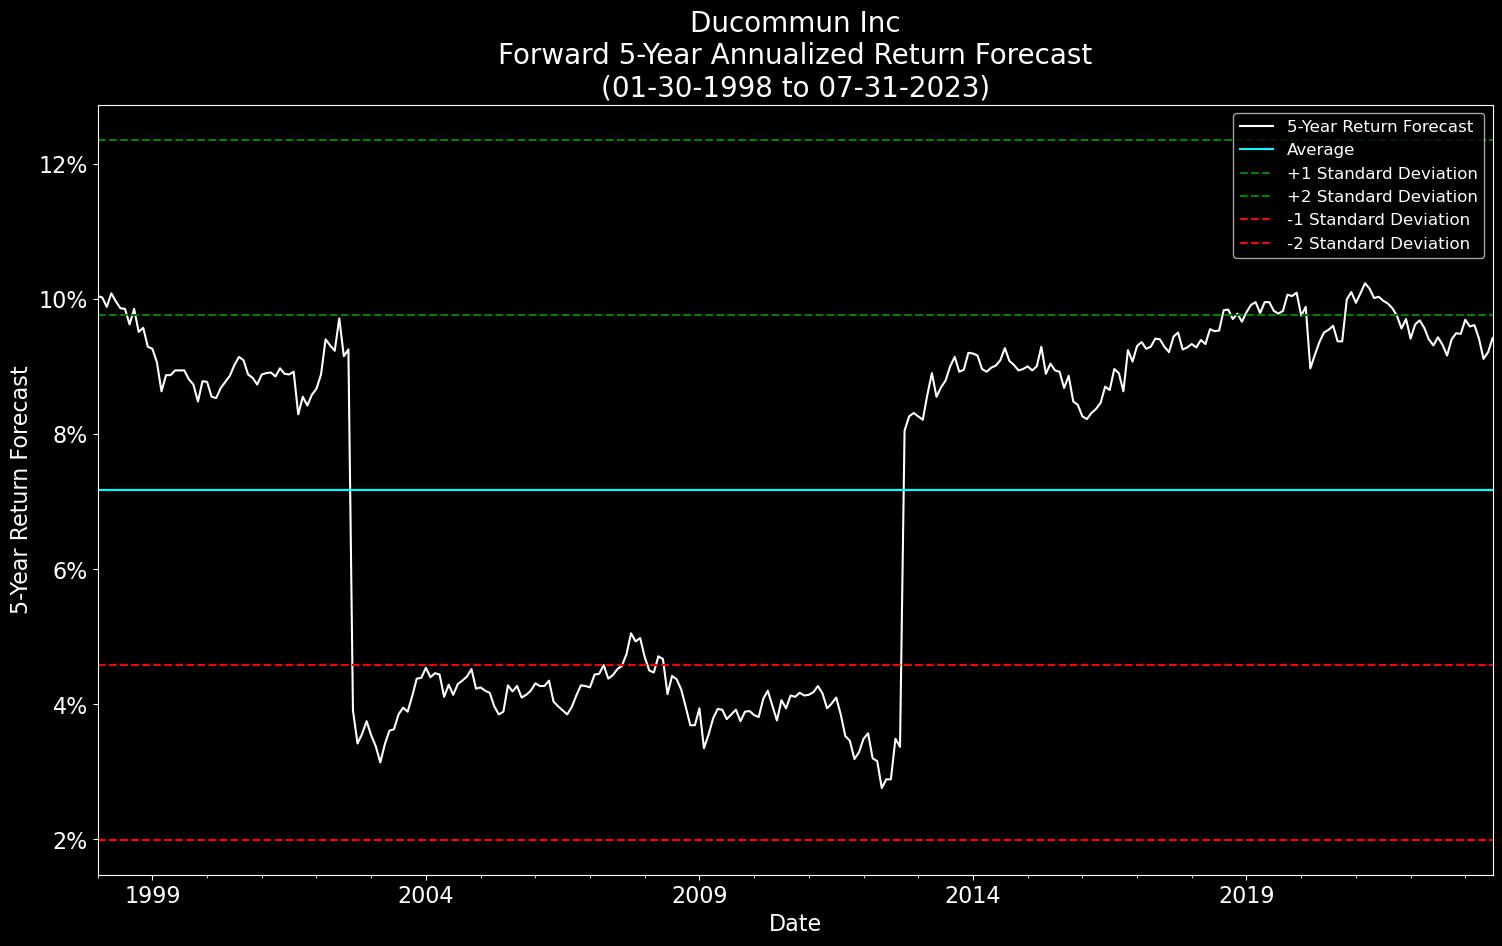 Ducommun Inc
Forward 5-Year Annualized Return Forecast
(01-30-1998 to 07-31-2023)
5-Year Return Forecast
Average
+1 Standard Deviation
+2 Standard Deviation
-1 Standard Deviation
-2 Standard Deviation
12%
10%
8%
6%
4%
2%
5-Year Return Forecast
1999
2004
2009
2014
2019
Date